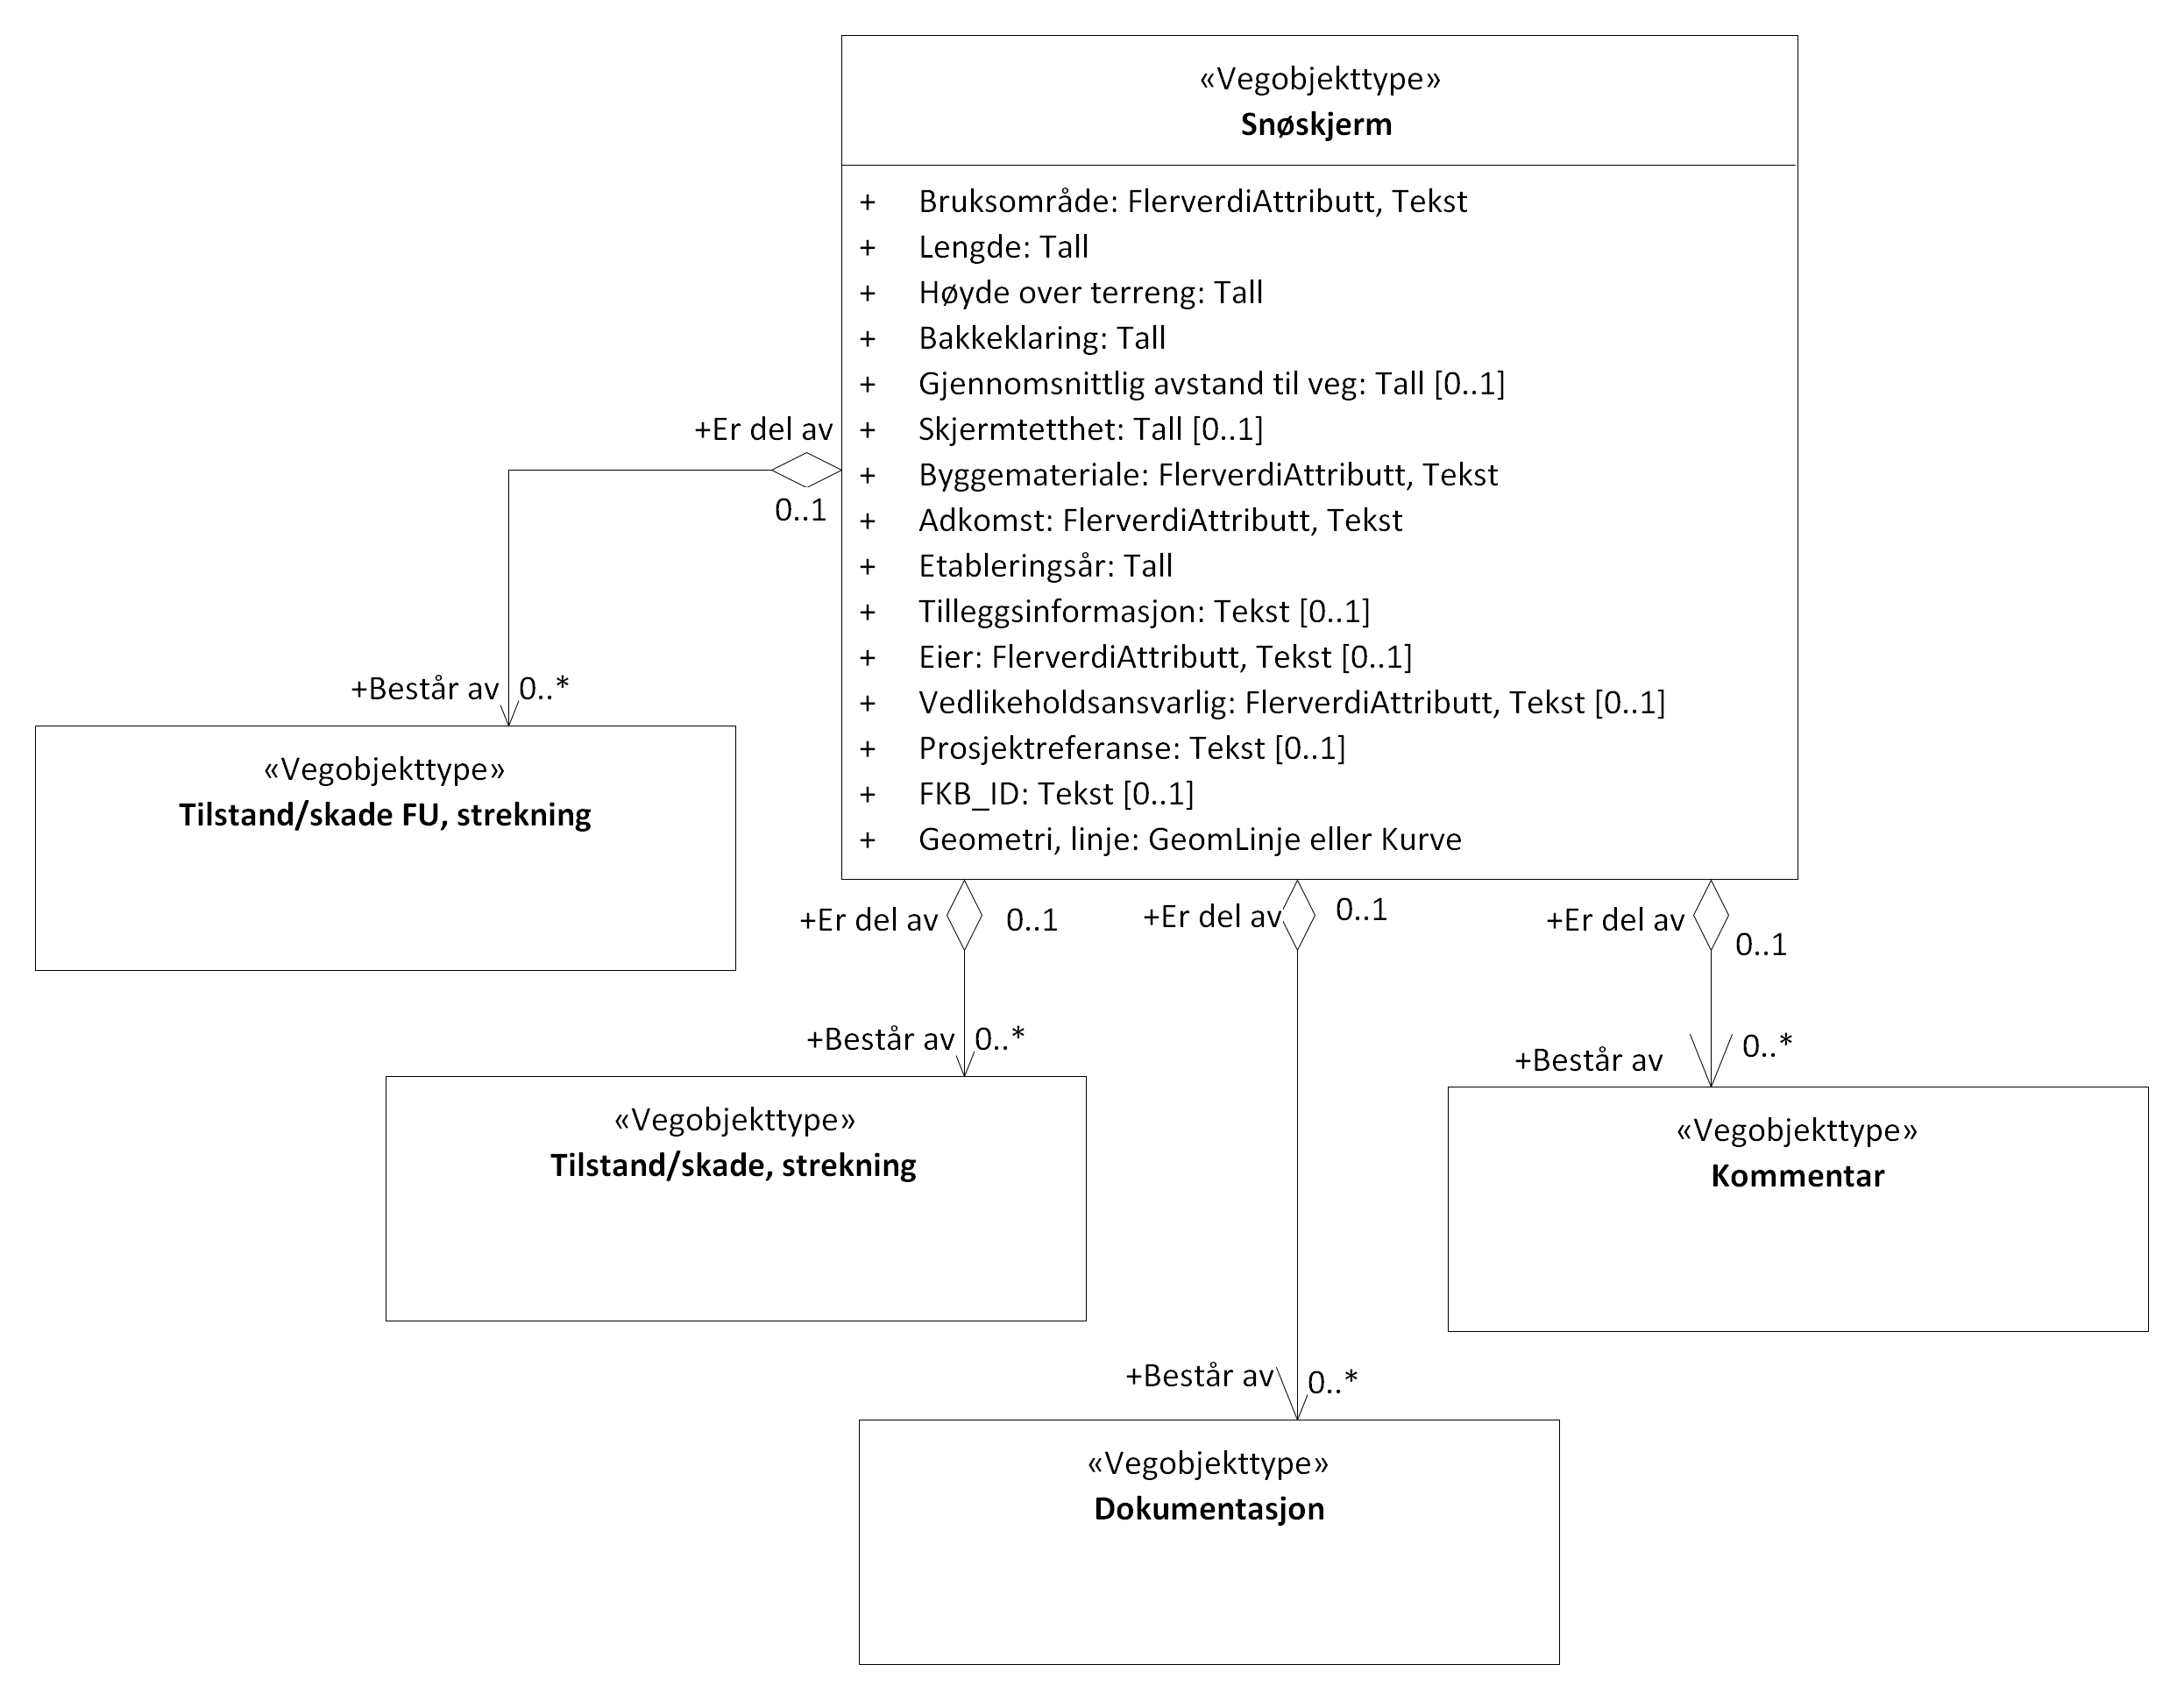 «Vegobjekttype»
Snøskjerm
+ Bruksområde: FlerverdiAttributt, Tekst
+ Lengde: Tall
+ Høyde over terreng: Tall
+ Bakkeklaring: Tall
+ Gjennomsnittlig avstand til veg: Tall [0..1]
+ Skjermtetthet: Tall [0..1]
+ Byggemateriale: FlerverdiAttributt, Tekst
+ Adkomst: FlerverdiAttributt, Tekst
+ Etableringsår: Tall
+ Tilleggsinformasjon: Tekst [0..1]
+ Eier: FlerverdiAttributt, Tekst [0..1]
+ Vedlikeholdsansvarlig: FlerverdiAttributt, Tekst [0..1]
+ Prosjektreferanse: Tekst [0..1]
+ FKB_ID: Tekst [0..1]
+ Geometri, linje: GeomLinje eller Kurve
+Er del av
0..1
+Består av 0..*
«Vegobjekttype»
Tilstand/skade FU, strekning
+Er del av 0..1
+Består av 0..*
«Vegobjekttype»
Tilstand/skade, strekning
+Er del av 0..1
+Består av 0..*
«Vegobjekttype»
Dokumentasjon
+Er del av
0..1
+Består av 0..*
«Vegobjekttype»
Kommentar